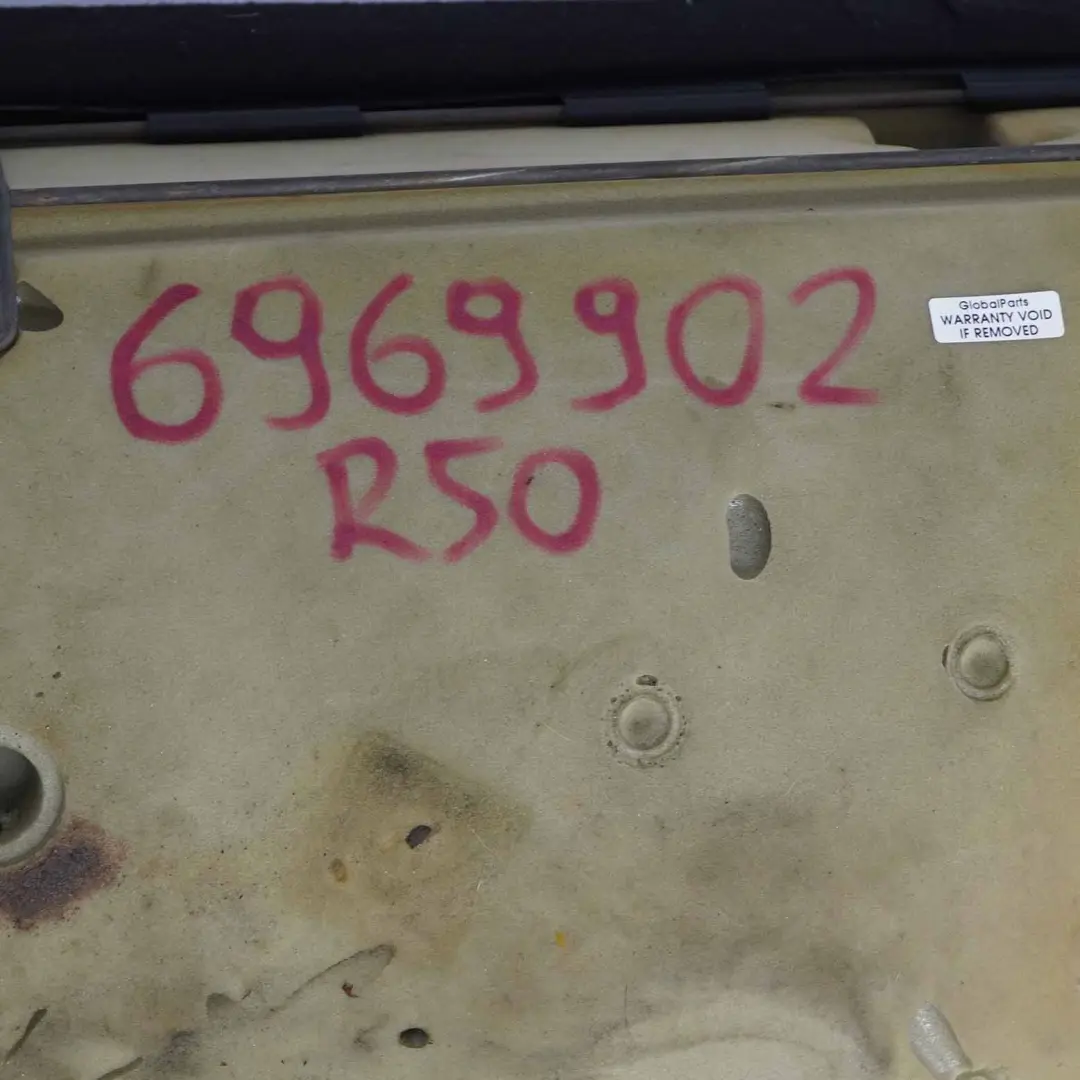 6969902
R50
GlobalParts
WARRANTY VOID
IF REMOVED